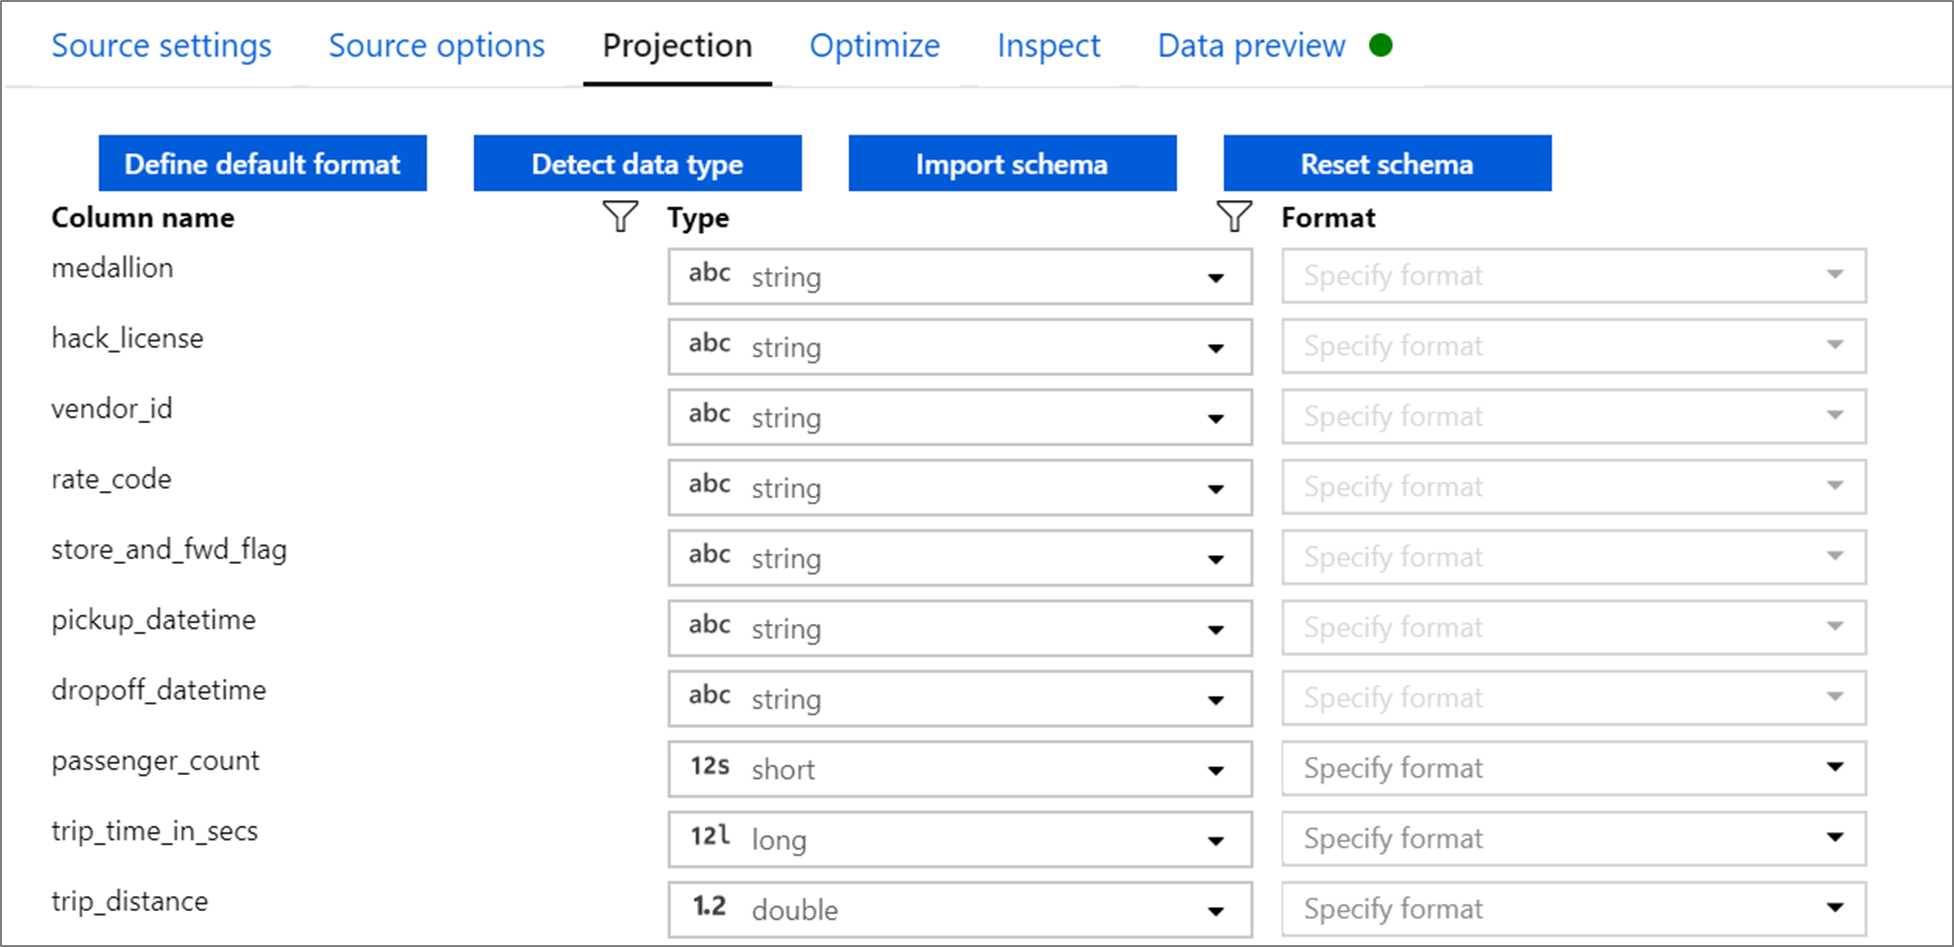 Source settings Source options Projection Optimize Inspect Data preview
Define default format Detect data type Import schema Reset schema
Column name Type Format
medallion abc string Specify format
hack_license abc string Specify format
vendor_id abc string Specify format
rate_code abc string Specify format
store_and_fwd_flag abc string Specify format
pickup_datetime abc string Specify format
dropoff_datetime abc string Specify format
passenger_count 12s short Specify format
trip_time_in_secs 12l long Specify format
trip_distance 1.2 double Specify format